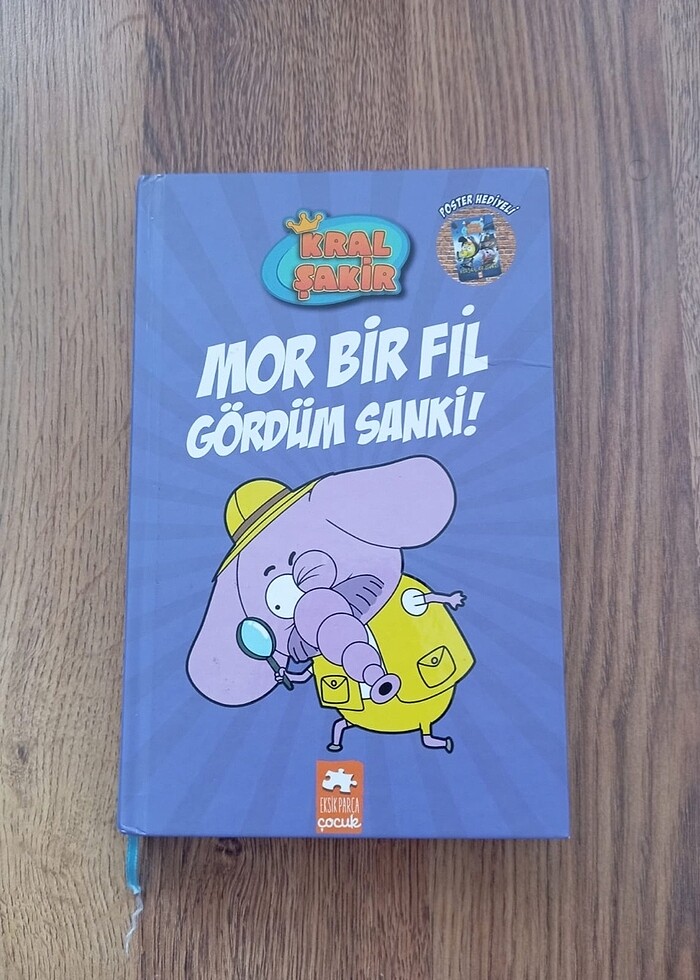 POSTER HEDİYELİ
KRAL
ŞAKİR
MOR BİR FİL
GÖRDÜM SANKİ!
EKSİK PARÇA
çocuk